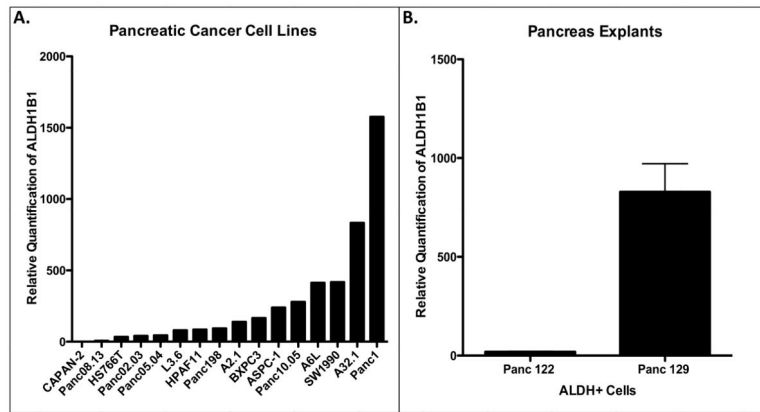 A.
Pancreatic Cancer Cell Lines
Relative Quantification of ALDH1B1
2000
1500
1000
500
0
CAPAN-2
Panc08.13
HS766T
Panc02.03
Panc05.04
L3.6
HPAF11
Panc198
A2.1
BXPC3
ASPC-1
Panc10.05
A6L
SW1990
A32.1
Panc1
B.
Pancreas Explants
Relative Quantification of ALDH1B1
1500
1000
500
0
Panc 122
Panc 129
ALDH+ Cells